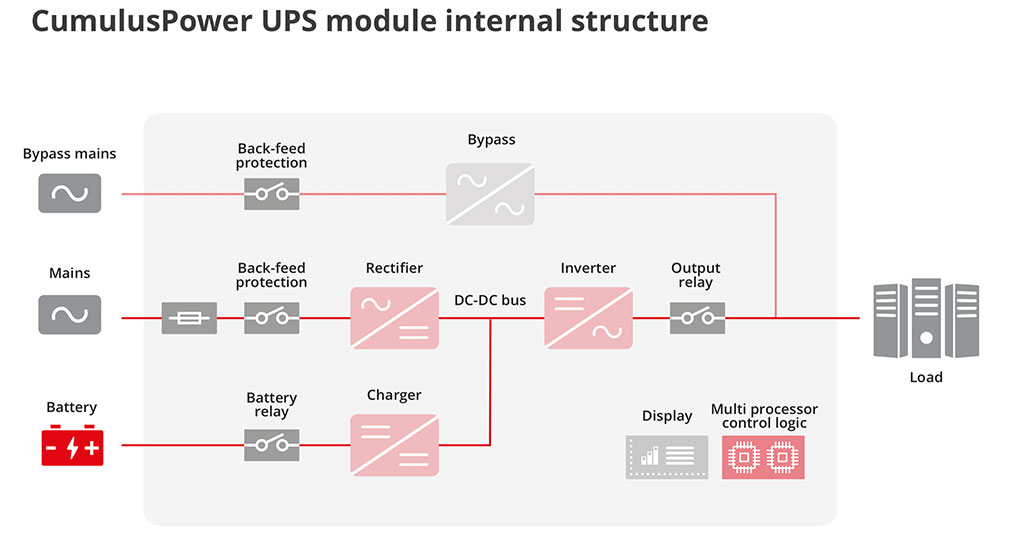 CumulusPower UPS module internal structure
Bypass mains
Back-feed
protection
Bypass
Mains
Back-feed
protection
Rectifier
DC-DC bus
Inverter
Output
relay
Load
Battery
Battery
relay
Charger
Display
Multi processor
control logic